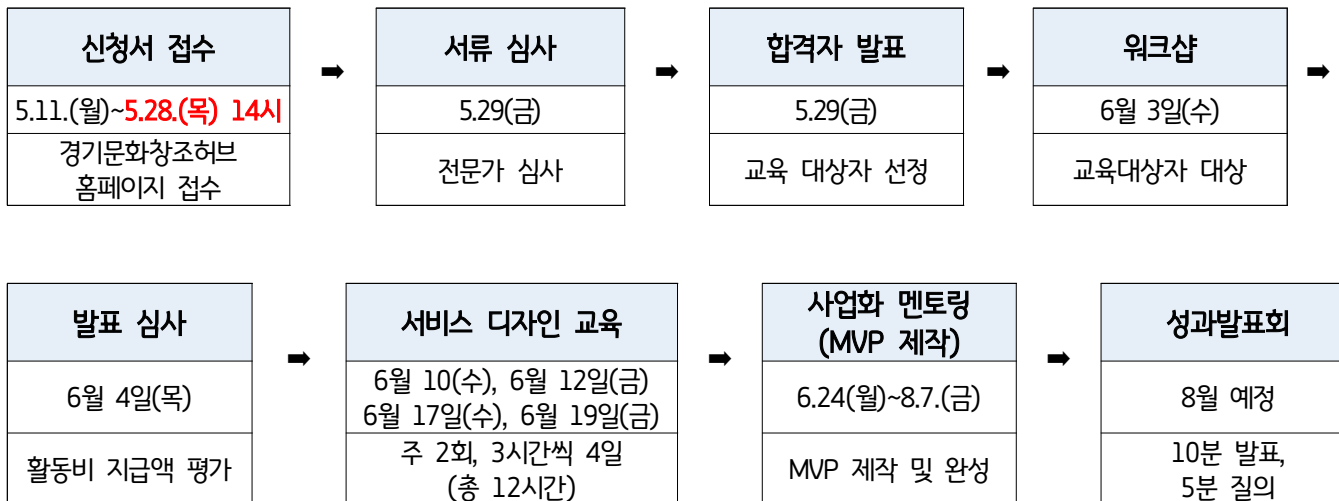 신청서 접수
5.11.(월)~5.28.(목) 14시
경기문화창조허브
홈페이지 접수
➡
서류 심사
5.29(금)
전문가 심사
➡
합격자 발표
5.29(금)
교육 대상자 선정
➡
워크샵
6월 3일(수)
교육대상자 대상
➡
발표 심사
6월 4일(목)
활동비 지급액 평가
➡
서비스 디자인 교육
6월 10(수), 6월 12일(금)
6월 17일(수), 6월 19일(금)
주 2회, 3시간씩 4일
(총 12시간)
➡
사업화 멘토링
(MVP 제작)
6.24(월)~8.7.(금)
MVP 제작 및 완성
➡
성과발표회
8월 예정
10분 발표,
5분 질의